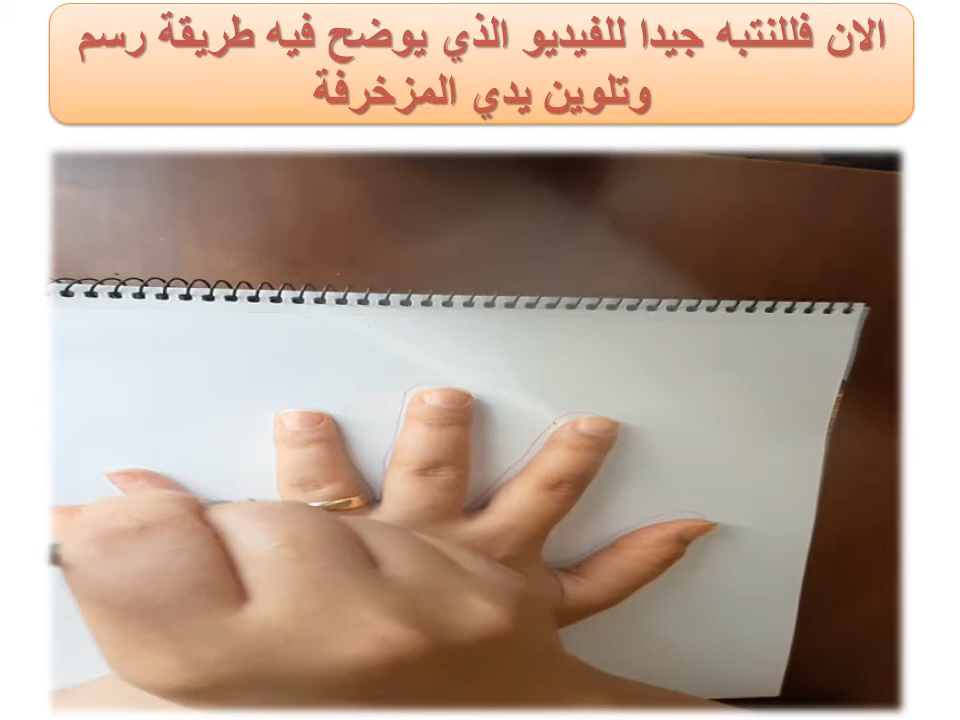 الان فللنتبه جيدا للفيديو الذي يوضح فيه طريقة رسم
وتلوين يدي المزخرفة